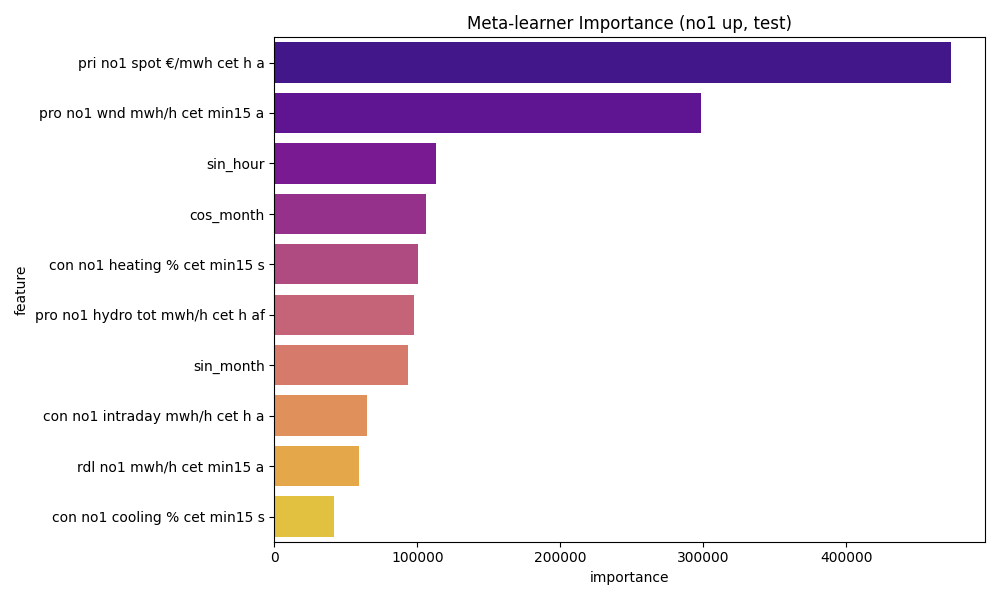 Meta-learner Importance (no1 up, test)
feature
pri no1 spot €/mwh cet h a
pro no1 wnd mwh/h cet min15 a
sin_hour
cos_month
con no1 heating % cet min15 s
pro no1 hydro tot mwh/h cet h af
sin_month
con no1 intraday mwh/h cet h a
rdl no1 mwh/h cet min15 a
con no1 cooling % cet min15 s
0 100000 200000 300000 400000
importance